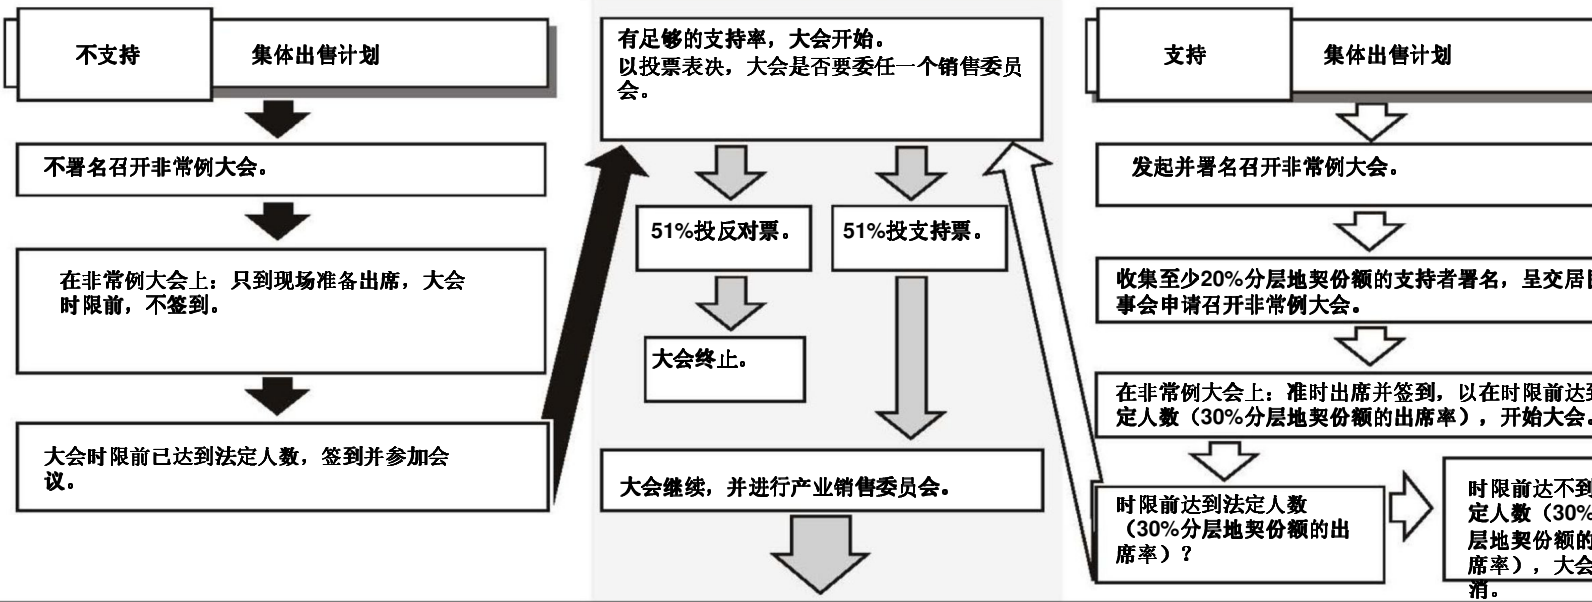 不支持 集体出售计划
不署名召开非常例大会。
在非常例大会上：只到现场准备出席，大会
时限前，不签到。
大会时限前已达到法定人数，签到并参加会
议。
有足够的支持率，大会开始。
以投票表决，大会是否要委任一个销售委员
会。
51%投反对票。
51%投支持票。
大会终止。
大会继续，并进行产业销售委员会。
支持 集体出售计划
发起并署名召开非常例大会。
收集至少20%分层地契份额的支持者署名，呈交居
事会申请召开非常例大会。
在非常例大会上：准时出席并签到，以在时限前达到
定人数（30%分层地契份额的出席率），开始大会。
时限前达到法定人数
（30%分层地契份额的出
席率）？
时限前达不到
定人数（30%
层地契份额的
席率），大会
消。